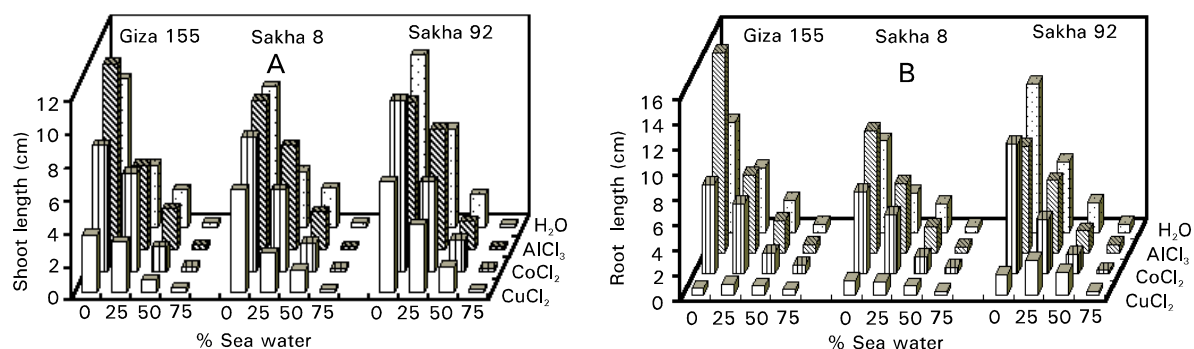 Giza 155 Sakha 8 Sakha 92
A
Shoot length (cm)
12
10
8
6
4
2
0
H₂O
AlCl₃
CoCl₂
CuCl₂
0 25 50 75 0 25 50 75 0 25 50 75
% Sea water
Giza 155 Sakha 8 Sakha 92
B
Root length (cm)
16
14
12
10
8
6
4
2
0
H₂O
AlCl₃
CoCl₂
CuCl₂
0 25 50 75 0 25 50 75 0 25 50 75
% Sea water